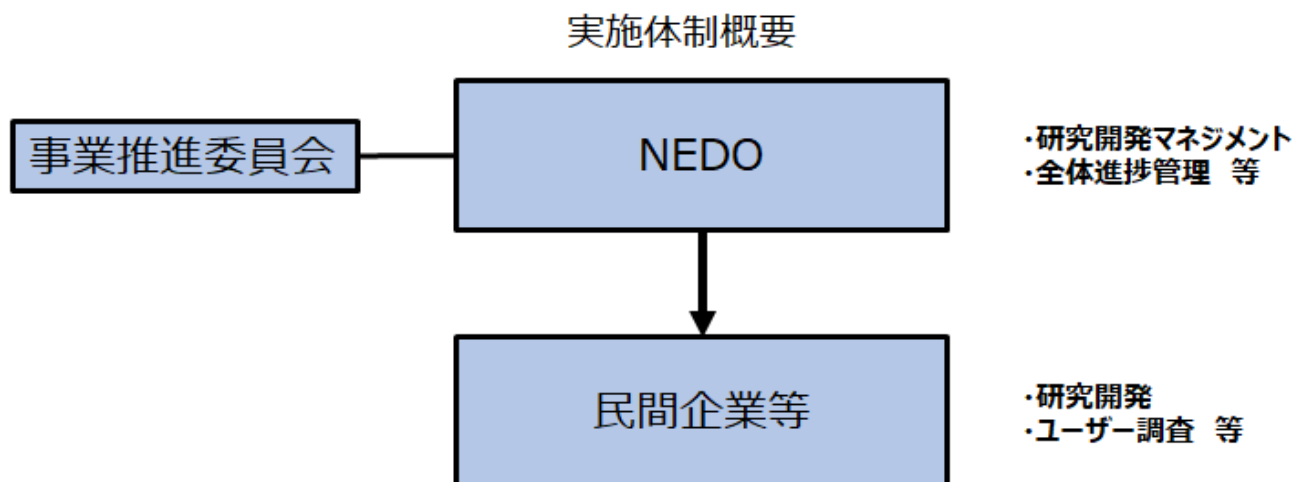 実施体制概要
事業推進委員会
NEDO
・研究開発マネジメント
・全体進捗管理　等
民間企業等
・研究開発
・ユーザー調査　等